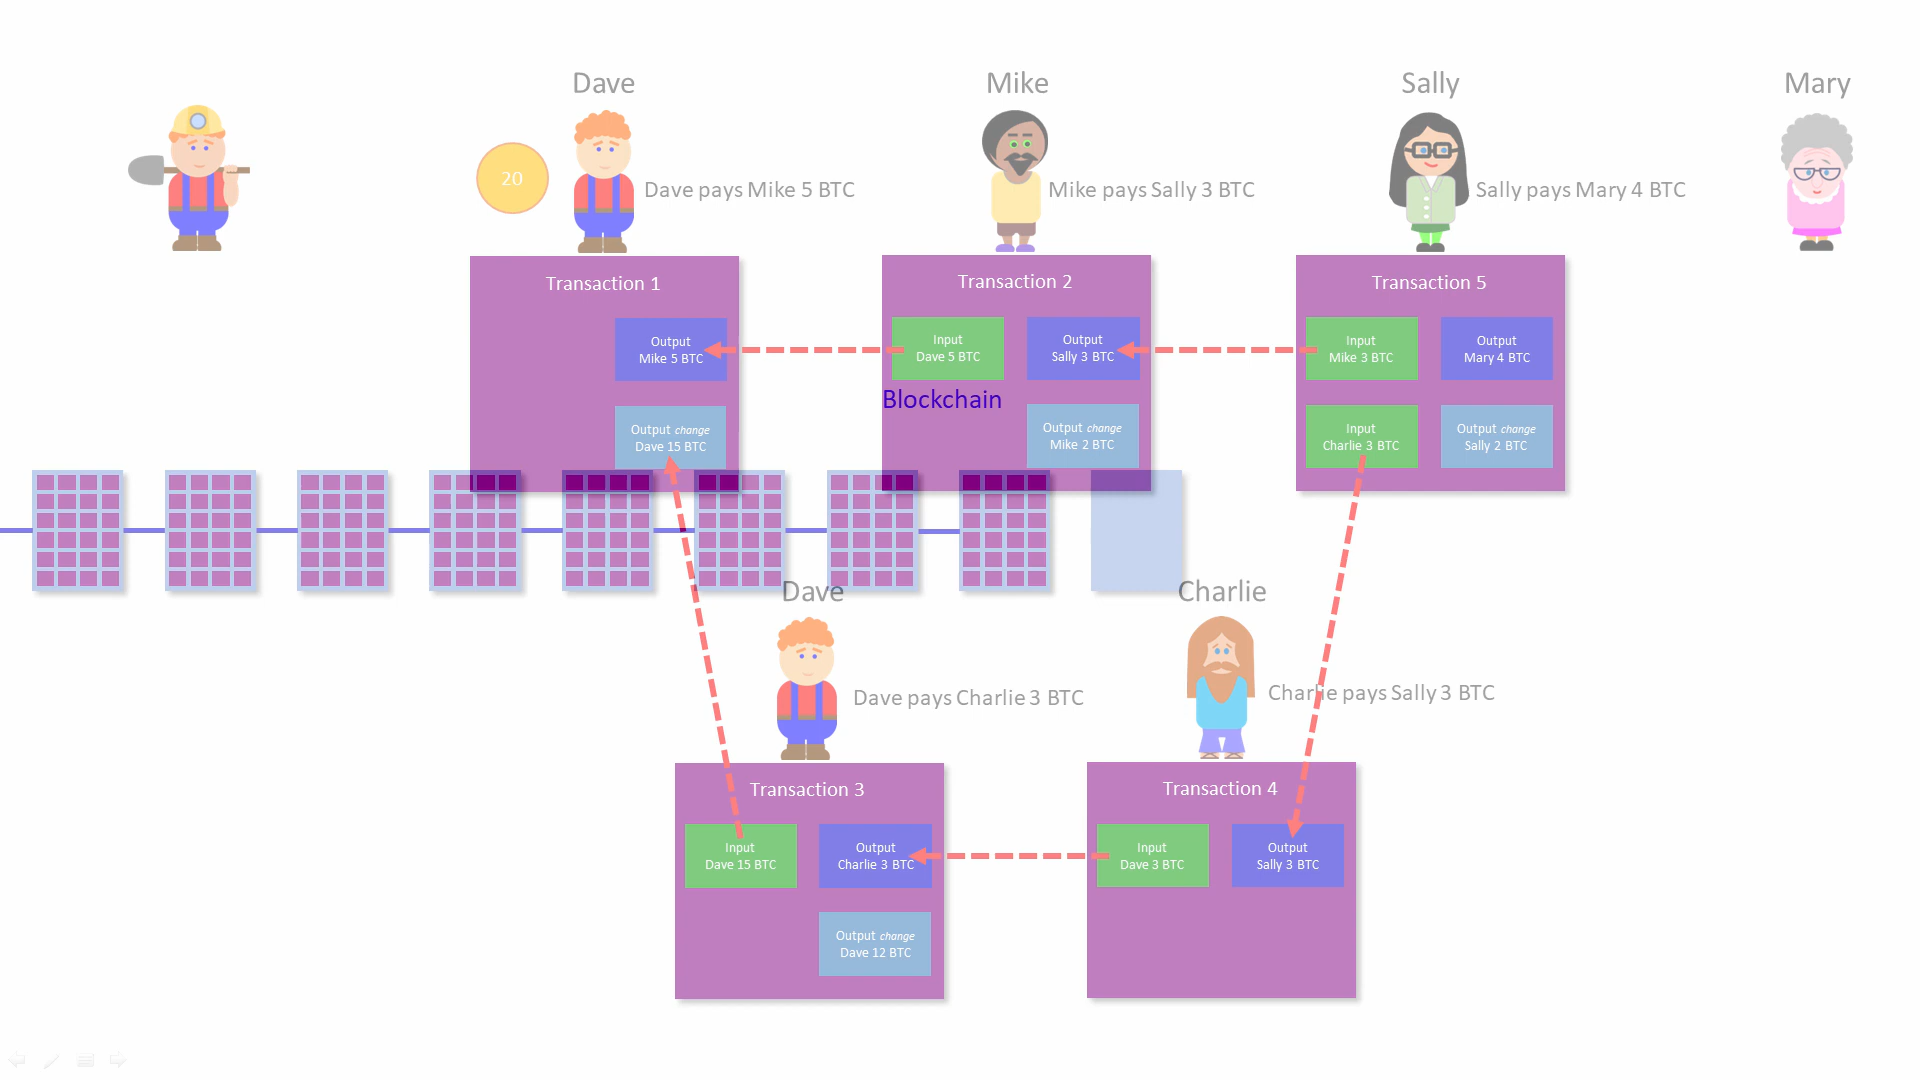 Dave
Mike
Sally
Mary
20
Dave pays Mike 5 BTC
Mike pays Sally 3 BTC
Sally pays Mary 4 BTC
Transaction 1
Output
Mike 5 BTC
Output change
Dave 15 BTC
Transaction 2
Input
Dave 5 BTC
Output
Sally 3 BTC
Output change
Mike 2 BTC
Transaction 5
Input
Mike 3 BTC
Output
Mary 4 BTC
Input
Charlie 3 BTC
Output change
Sally 2 BTC
Blockchain
Dave
Charlie
Dave pays Charlie 3 BTC
Charlie pays Sally 3 BTC
Transaction 3
Input
Dave 15 BTC
Output
Charlie 3 BTC
Output change
Dave 12 BTC
Transaction 4
Input
Dave 3 BTC
Output
Sally 3 BTC